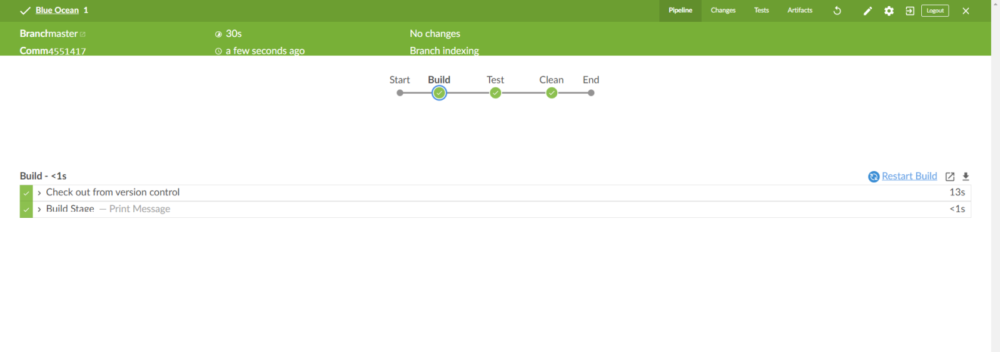 Blue Ocean 1 Pipeline Changes Tests Artifacts Logout
Branchmaster 30s No changes
Comm4551417 a few seconds ago Branch indexing
Start Build Test Clean End
Build - <1s Restart Build
Check out from version control 13s
Build Stage — Print Message <1s